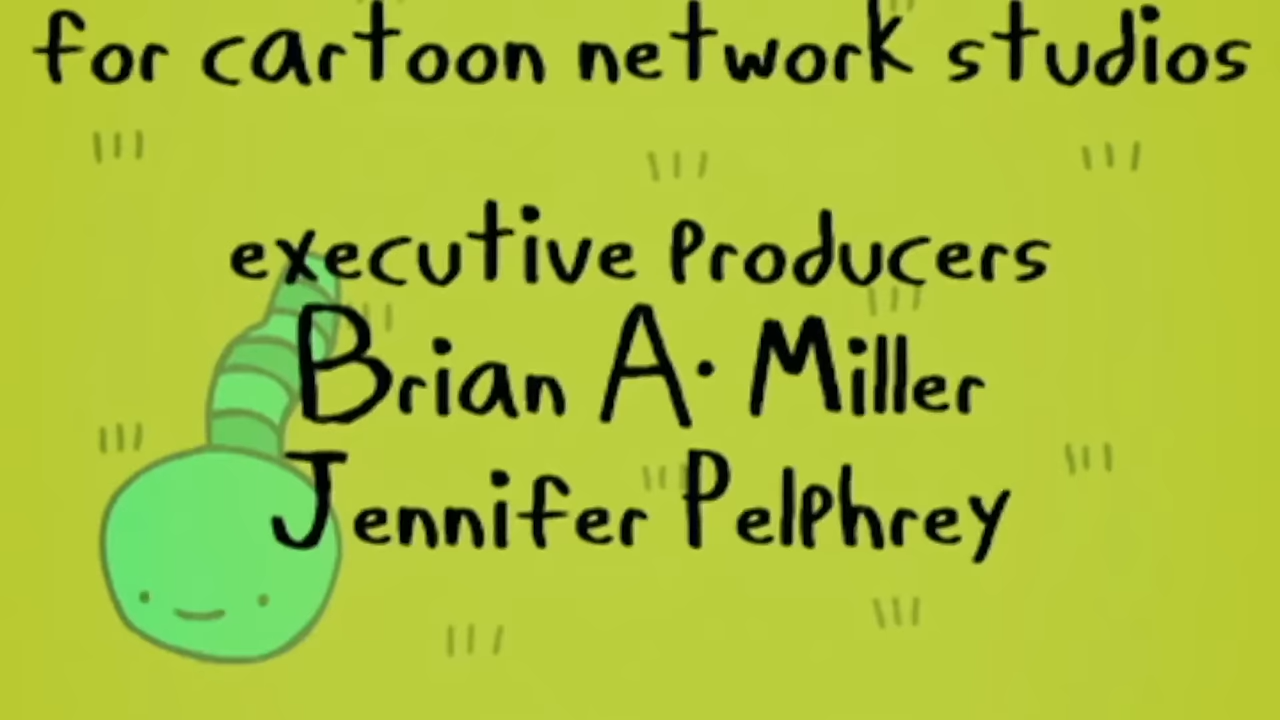 for cartoon network studios
executive producers
Brian A. Miller
Jennifer Pelphrey